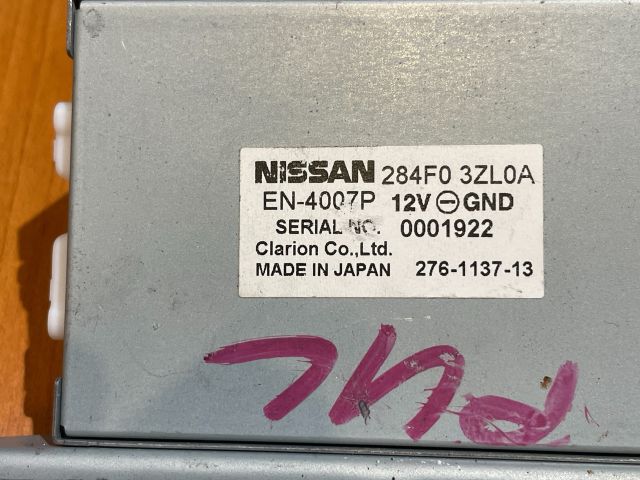 NISSAN 284F0 3ZL0A
EN-4007P 12V ⊖ GND
SERIAL NO. 0001922
Clarion Co.,Ltd.
MADE IN JAPAN 276-1137-13